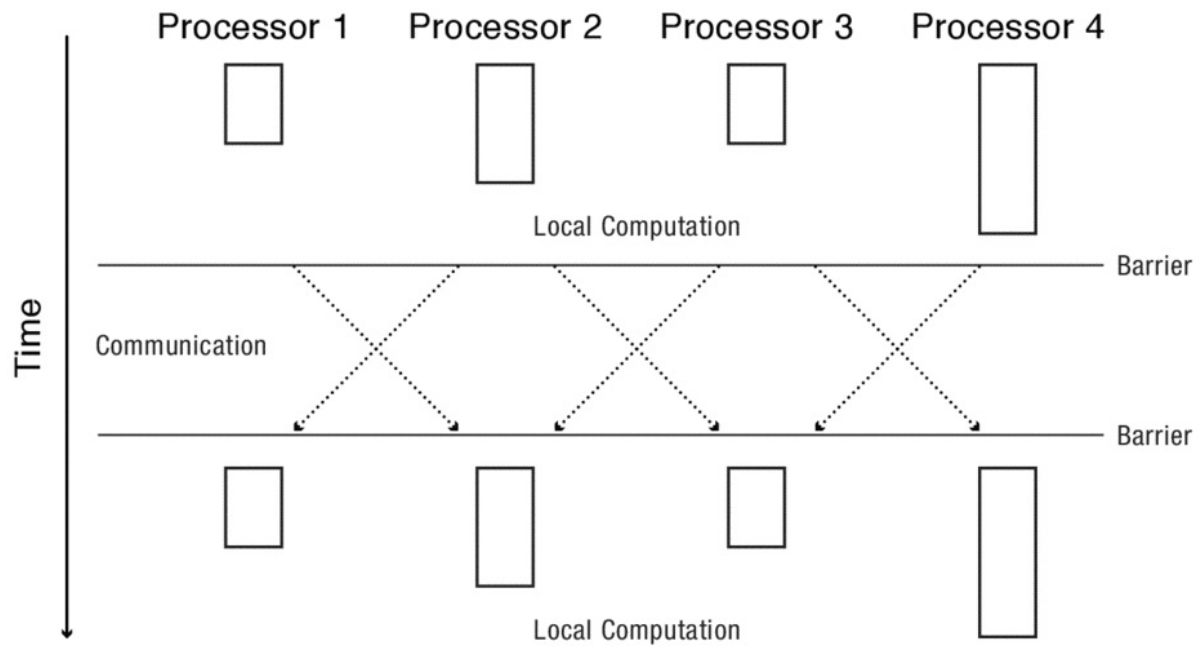 Processor 1
Processor 2
Processor 3
Processor 4
Local Computation
Barrier
Time
Communication
Barrier
Local Computation